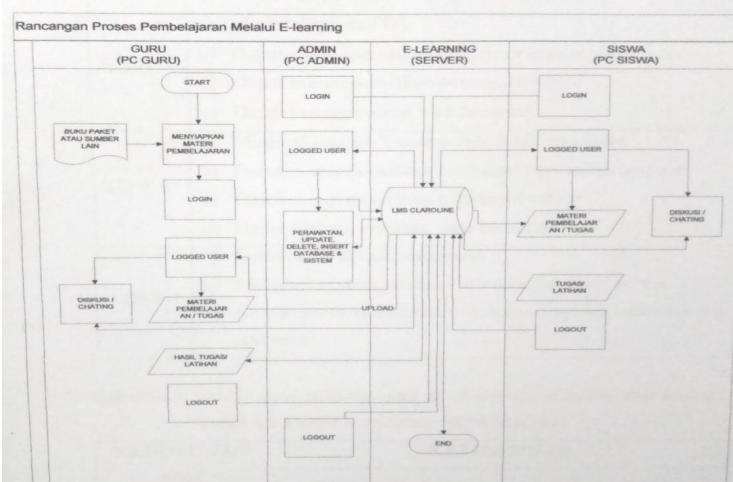 Rancangan Proses Pembelajaran Melalui E-learning
GURU
(PC GURU)
ADMIN
(PC ADMIN)
E-LEARNING
(SERVER)
SISWA
(PC SISWA)
START
BUKU PAKET
ATAU SUMBER
LAIN
MENYIAPKAN
MATERI
PEMBELAJARAN
LOGIN
LOGGED USER
DISKUSI /
CHATING
MATERI
PEMBELAJAR
AN / TUGAS
HASIL TUGAS/
LATIHAN
LOGOUT
LOGIN
LOGGED USER
PERAWATAN,
UPDATE,
DELETE, INSERT
DATABASE &
SISTEM
LOGOUT
LMS CLAROLINE
UPLOAD
END
LOGIN
LOGGED USER
MATERI
PEMBELAJAR
AN / TUGAS
DISKUSI /
CHATING
TUGAS/
LATIHAN
LOGOUT